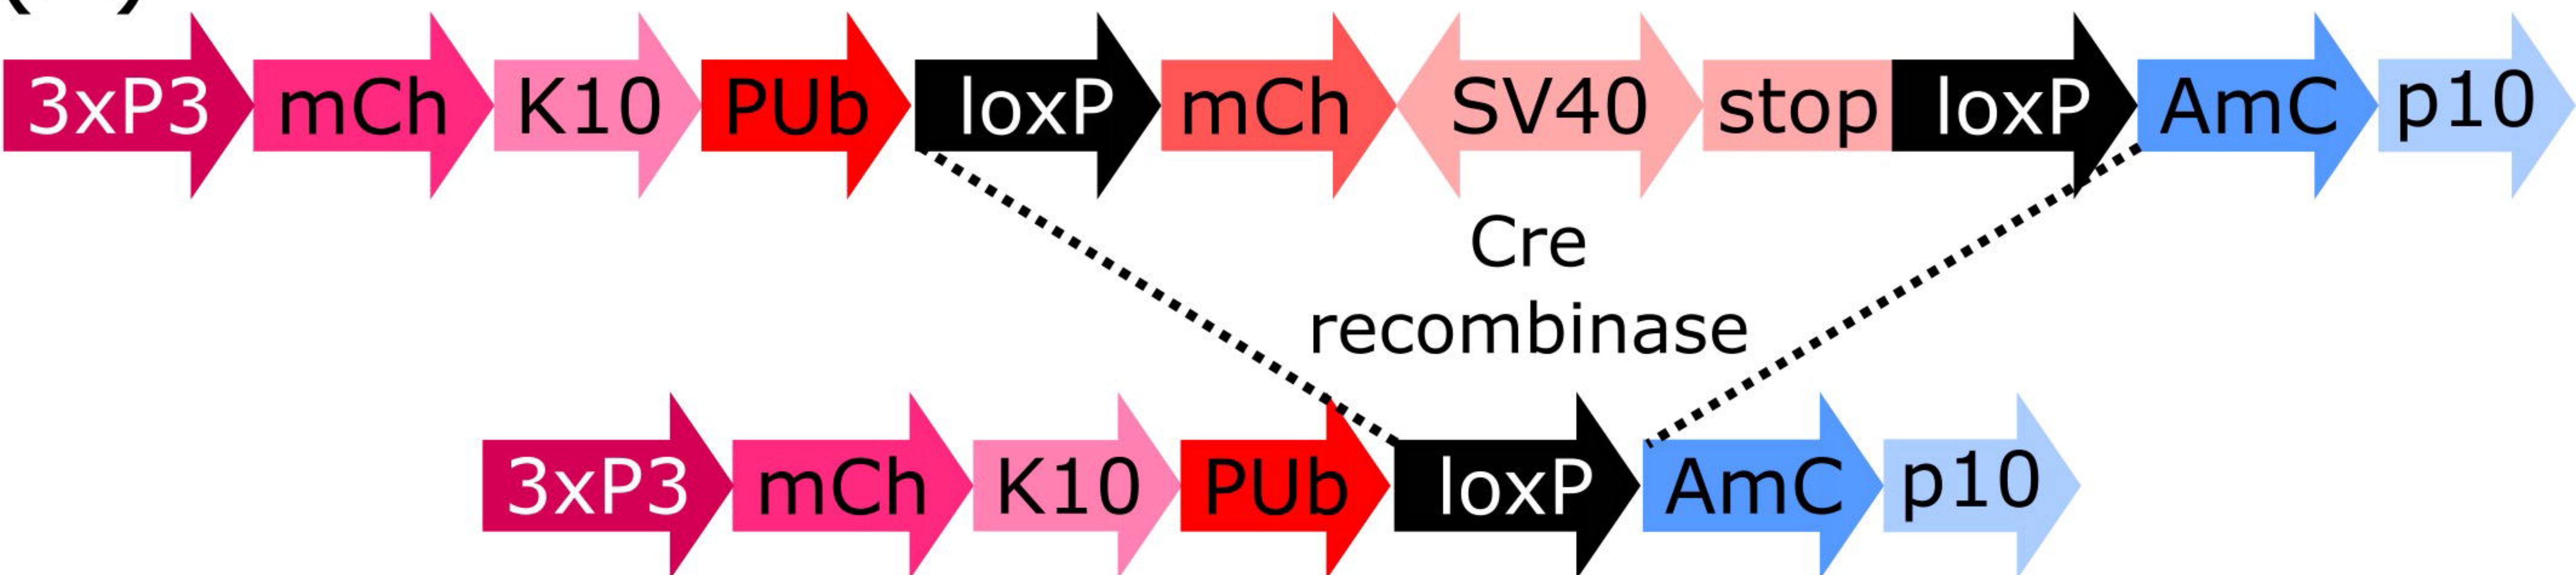 3xP3 mCh K10 PUb loxP mCh SV40 stop loxP AmC p10
Cre
recombinase
3xP3 mCh K10 PUb loxP AmC p10